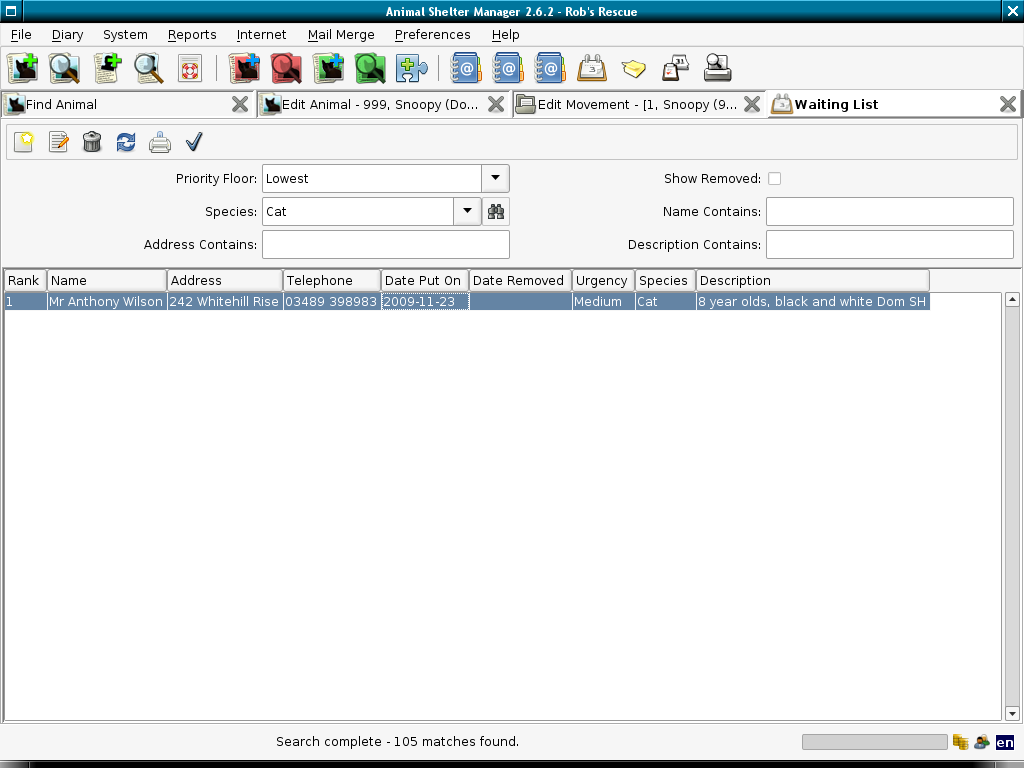 Animal Shelter Manager 2.6.2 - Rob's Rescue
File Diary System Reports Internet Mail Merge Preferences Help
Find Animal Edit Animal - 999, Snoopy (Do... Edit Movement - [1, Snoopy (9... Waiting List
Priority Floor: Lowest Show Removed:
Species: Cat Name Contains:
Address Contains: Description Contains:
Rank Name Address Telephone Date Put On Date Removed Urgency Species Description
1 Mr Anthony Wilson 242 Whitehill Rise 03489 398983 2009-11-23 Medium Cat 8 year olds, black and white Dom SH
Search complete - 105 matches found. en